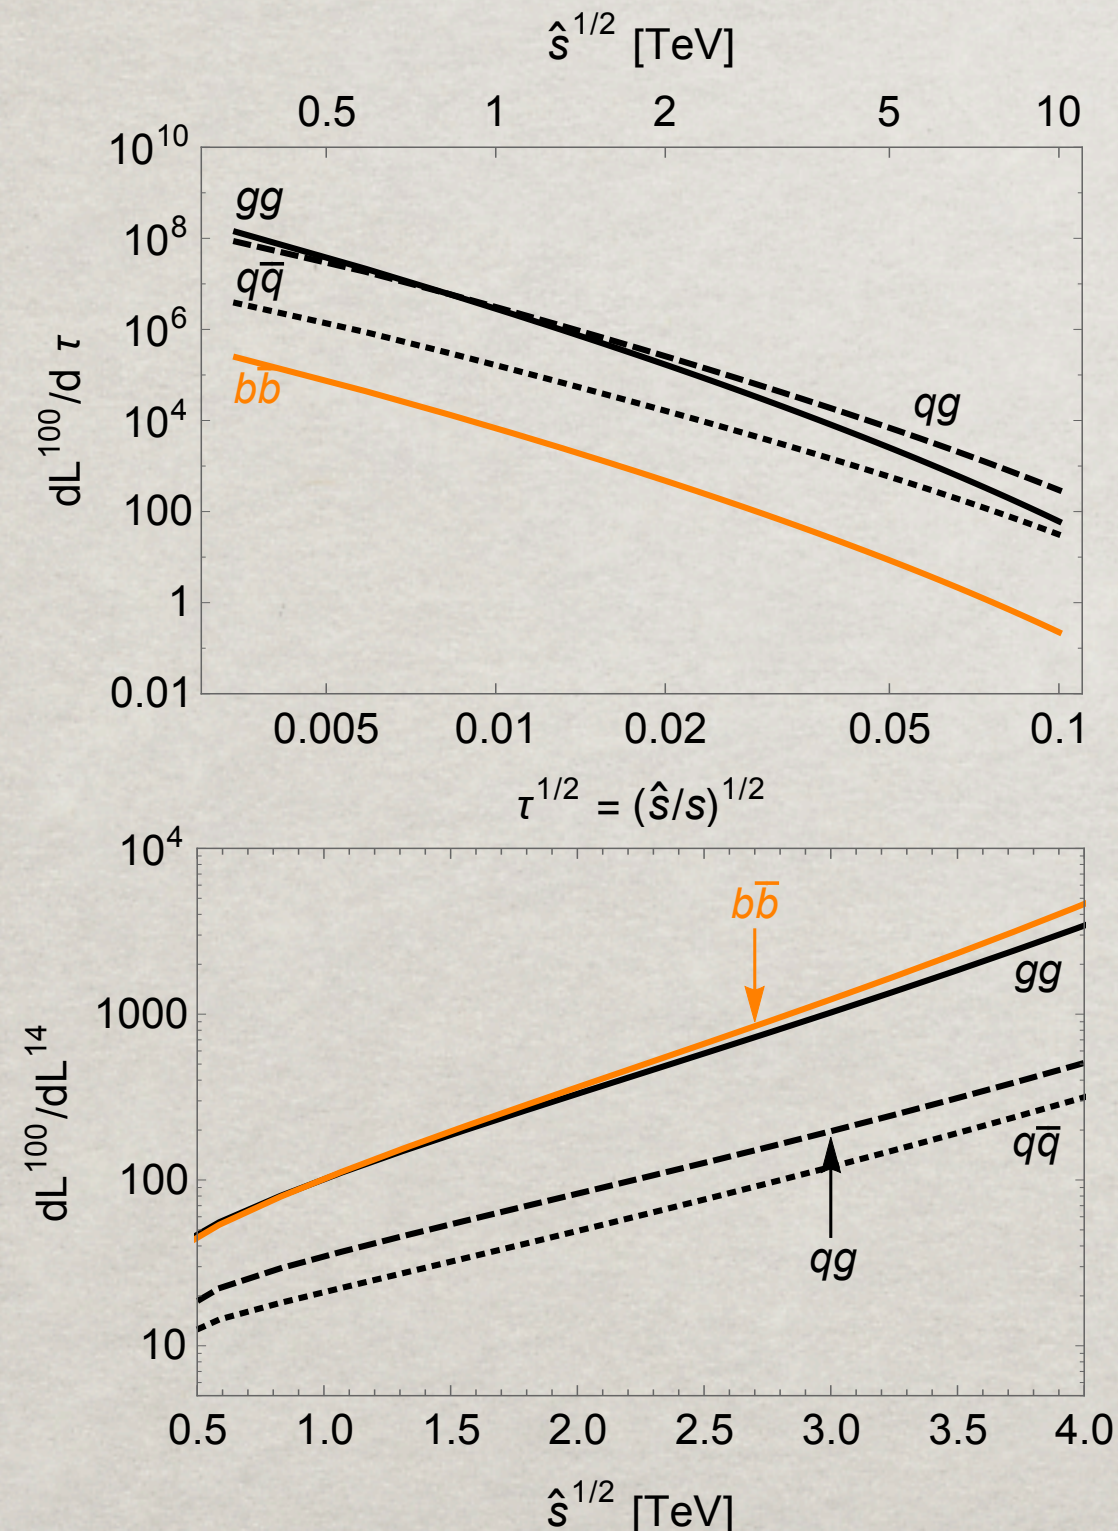 ŝ^1/2 [TeV]
0.5 1 2 5 10
10^10
gg
10^8
qq̅
10^6
bb̅
10^4
qg
100
1
0.01
dL^100/d τ
0.005 0.01 0.02 0.05 0.1
τ^1/2 = (ŝ/s)^1/2
10^4
bb̅
gg
1000
qq̅
100
qg
10
dL^100/dL^14
0.5 1.0 1.5 2.0 2.5 3.0 3.5 4.0
ŝ^1/2 [TeV]